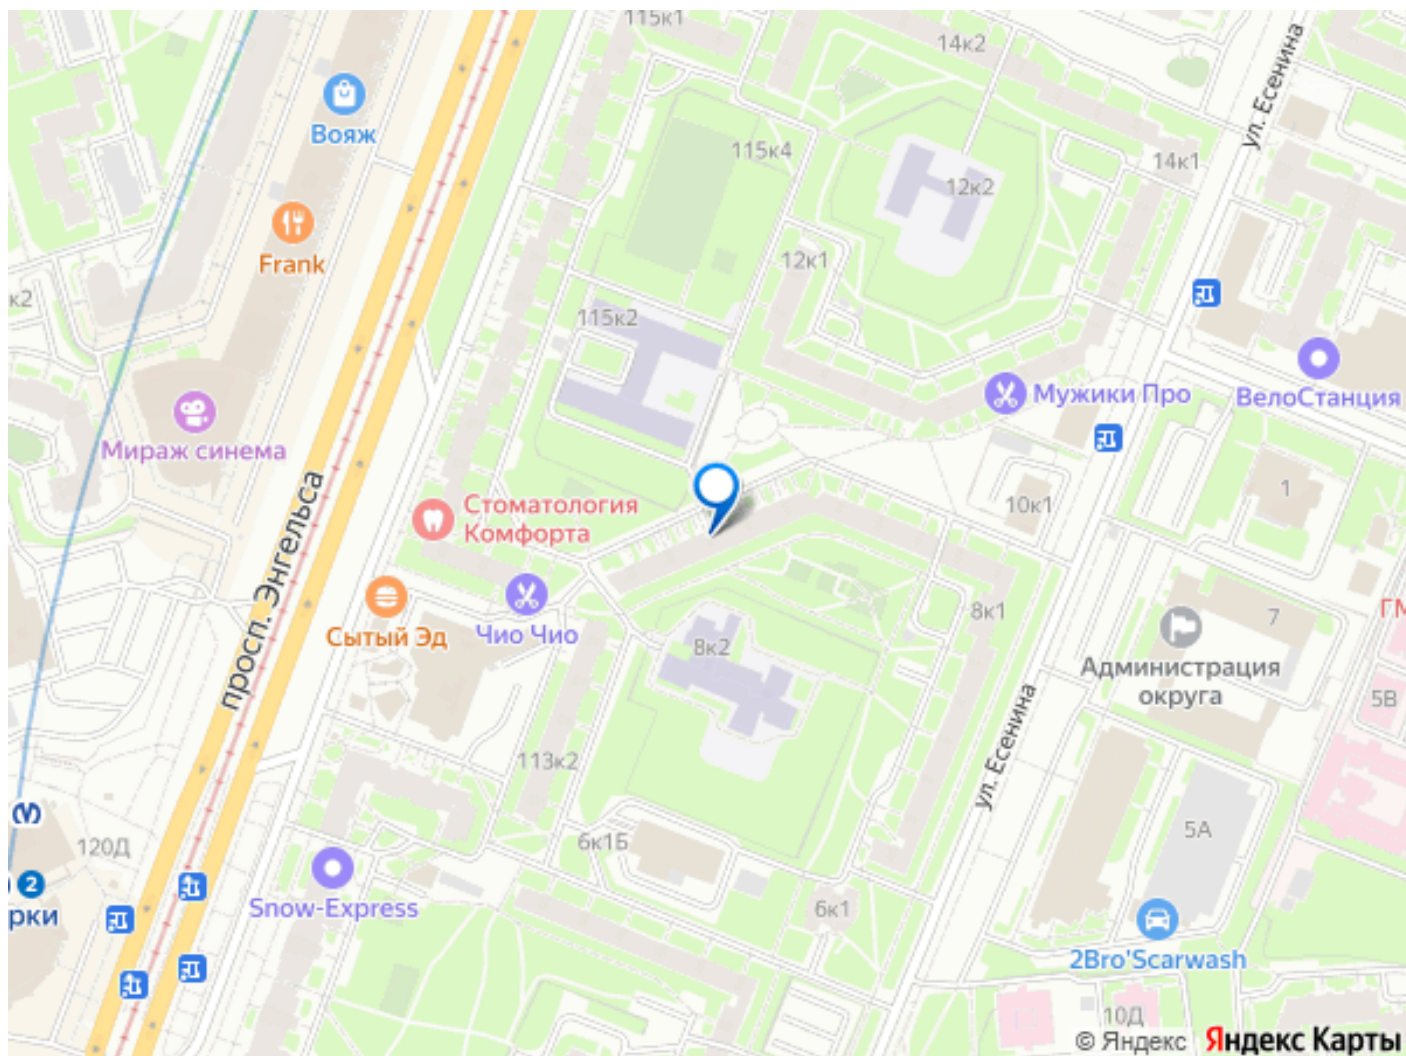 115к1
14к2
ул. Есенина
Вояж
115к4
14к1
12к2
Frank
12к1
к2
115к2
Мужики Про
ВелоСтанция
Мираж синема
просп. Энгельса
Стоматология
Комфорта
10к1
1
Сытый Эд
Чио Чио
8к1
7
ГМ
8к2
Администрация
округа
5В
113к2
ул. Есенина
120Д
6к1Б
5А
2
рки
Snow-Express
6к1
2Bro'Scarwash
10Д
© Яндекс Яндекс Карты